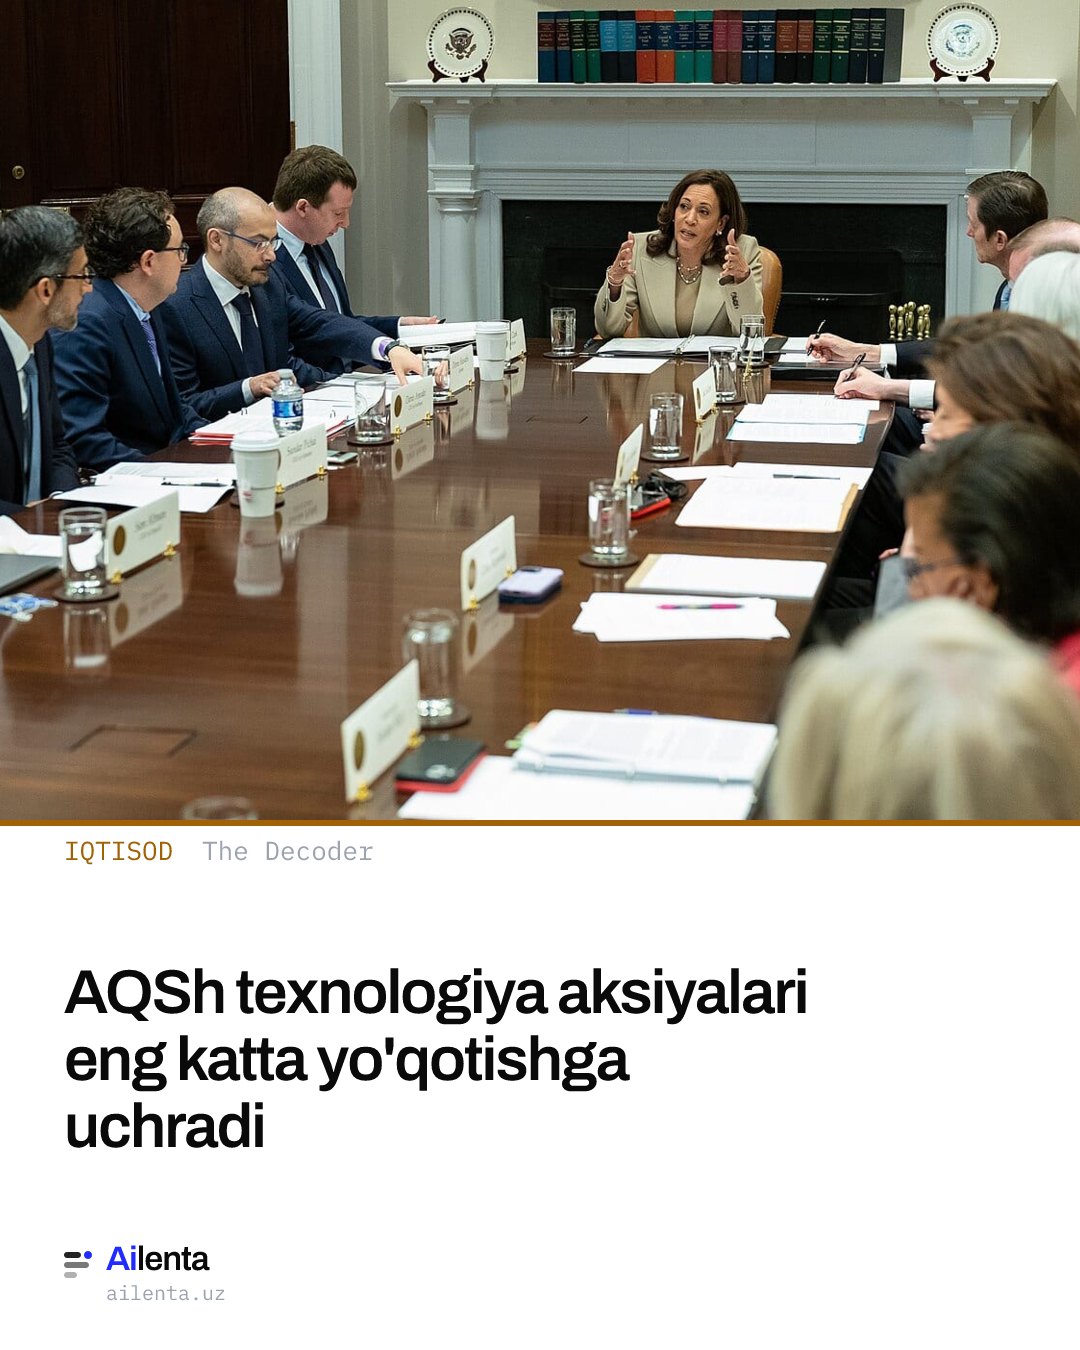 IQTISOD The Decoder
AQSh texnologiya aksiyalari
eng katta yo'qotishga
uchradi
Ailenta
ailenta.uz